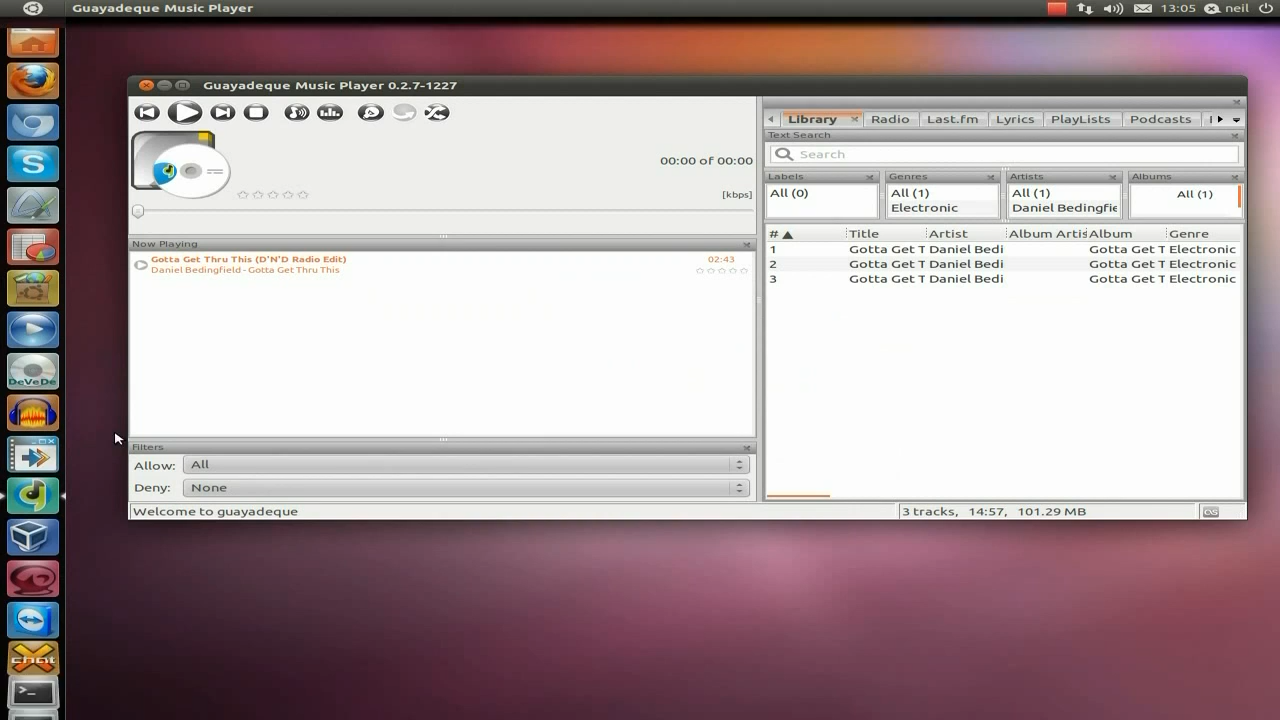 Guayadeque Music Player
13:05 neil
Guayadeque Music Player 0.2.7-1227
00:00 of 00:00
[kbps]
Now Playing
Gotta Get Thru This (D'N'D Radio Edit) 02:43
Daniel Bedingfield - Gotta Get Thru This
Filters
Allow: All
Deny: None
Welcome to guayadeque
Library Radio Last.fm Lyrics PlayLists Podcasts
Text Search
Search
Labels Genres Artists Albums
All (0) All (1) All (1) All (1)
Electronic Daniel Bedingfie
# Title Artist Album Artis Album Genre
1 Gotta Get T Daniel Bedi Gotta Get T Electronic
2 Gotta Get T Daniel Bedi Gotta Get T Electronic
3 Gotta Get T Daniel Bedi Gotta Get T Electronic
3 tracks, 14:57, 101.29 MB
DeVeDe
chat